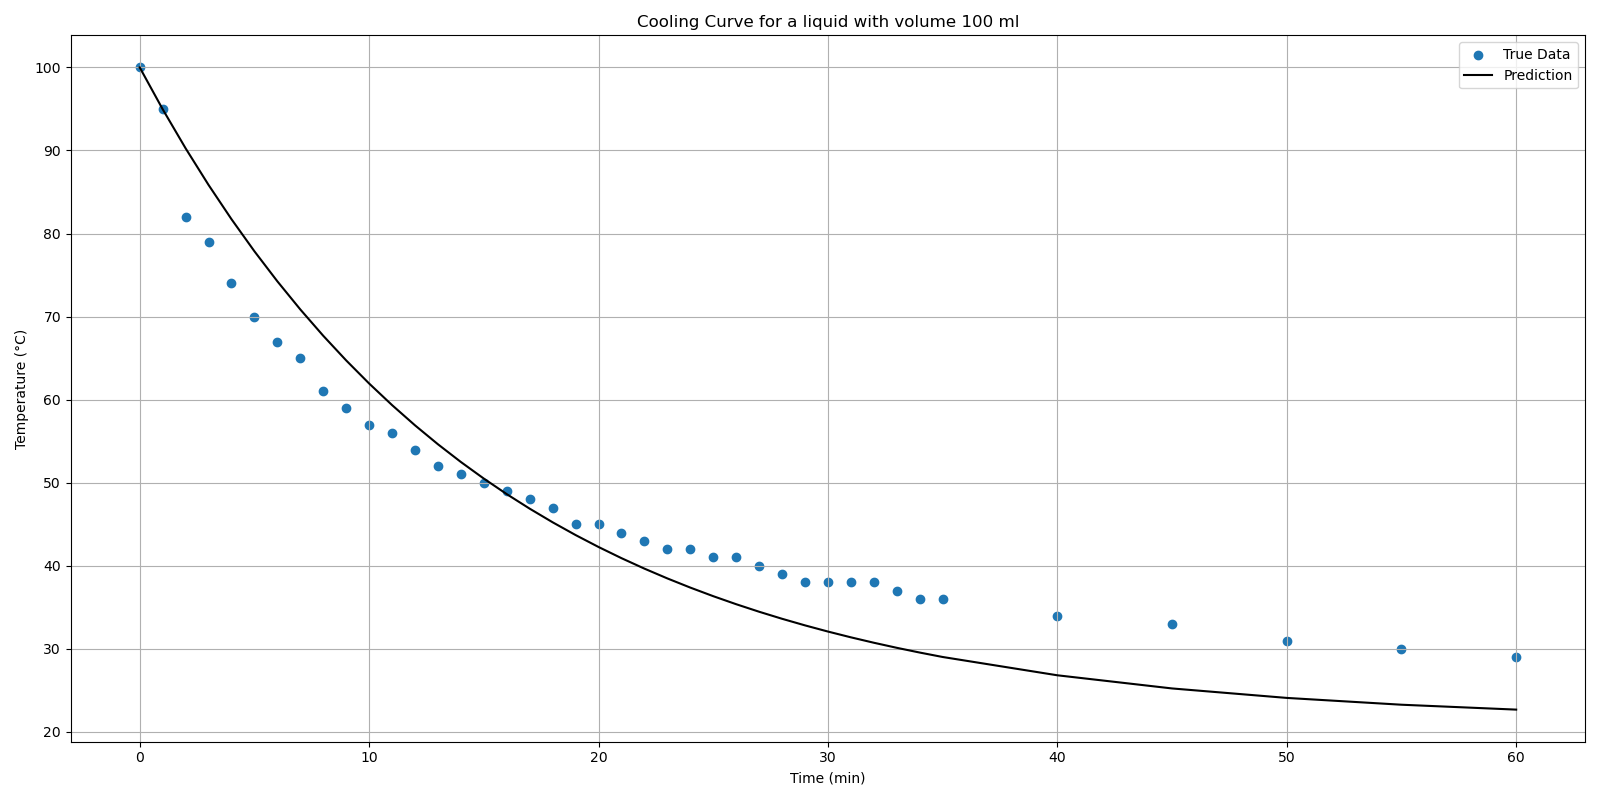 Cooling Curve for a liquid with volume 100 ml
True Data
Prediction
Temperature (°C)
100
90
80
70
60
50
40
30
20
0 10 20 30 40 50 60
Time (min)